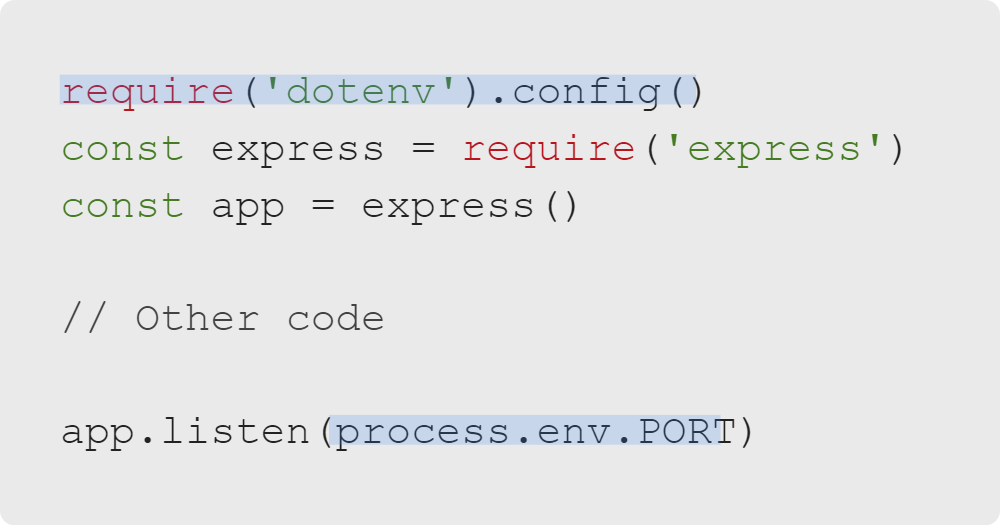 require('dotenv').config()
const express = require('express')
const app = express()
// Other code
app.listen(process.env.PORT)